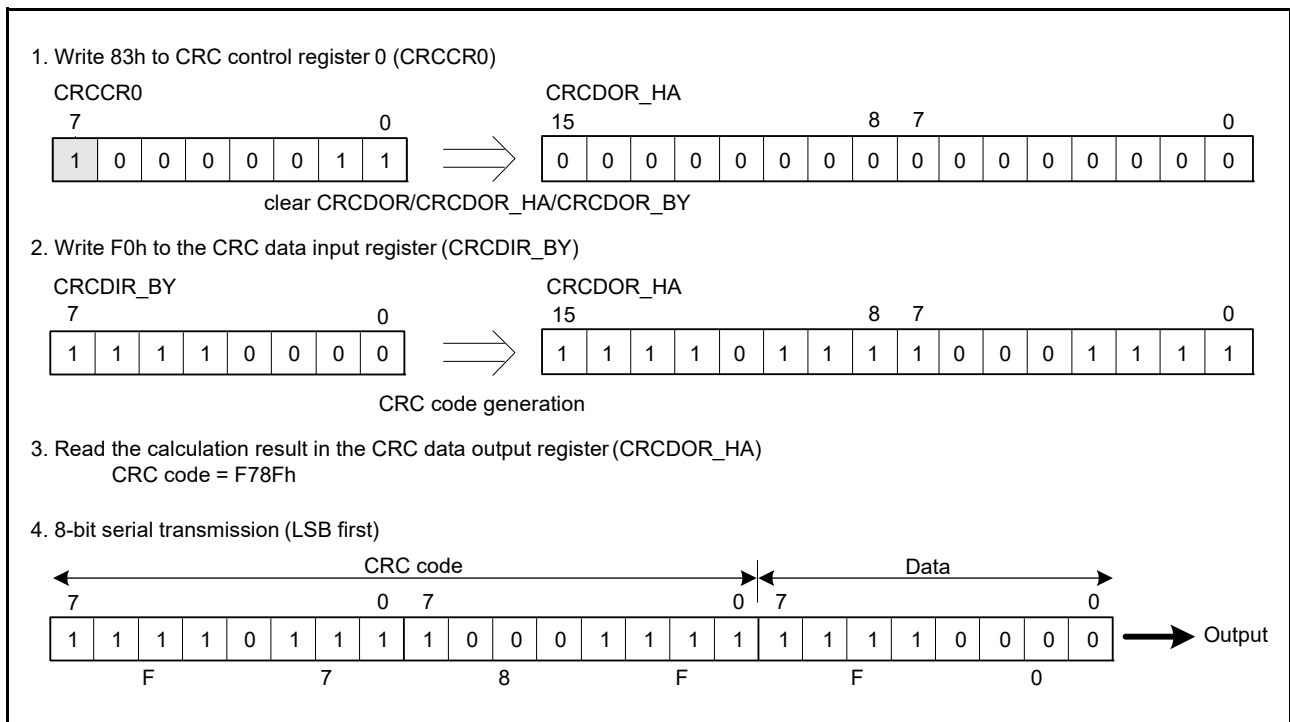 1. Write 83h to CRC control register 0 (CRCCR0)
CRCCR0 CRCDOR_HA
7 0 15 8 7 0
1 0 0 0 0 0 1 1 0 0 0 0 0 0 0 0 0 0 0 0 0 0 0 0
clear CRCDOR/CRCDOR_HA/CRCDOR_BY
2. Write F0h to the CRC data input register (CRCDIR_BY)
CRCDIR_BY CRCDOR_HA
7 0 15 8 7 0
1 1 1 1 0 0 0 0 1 1 1 1 0 1 1 1 1 0 0 0 1 1 1 1
CRC code generation
3. Read the calculation result in the CRC data output register (CRCDOR_HA)
CRC code = F78Fh
4. 8-bit serial transmission (LSB first)
CRC code Data
7 0 7 0 7 0
1 1 1 1 0 1 1 1 1 0 0 0 1 1 1 1 1 1 1 1 0 0 0 0 Output
F 7 8 F F 0